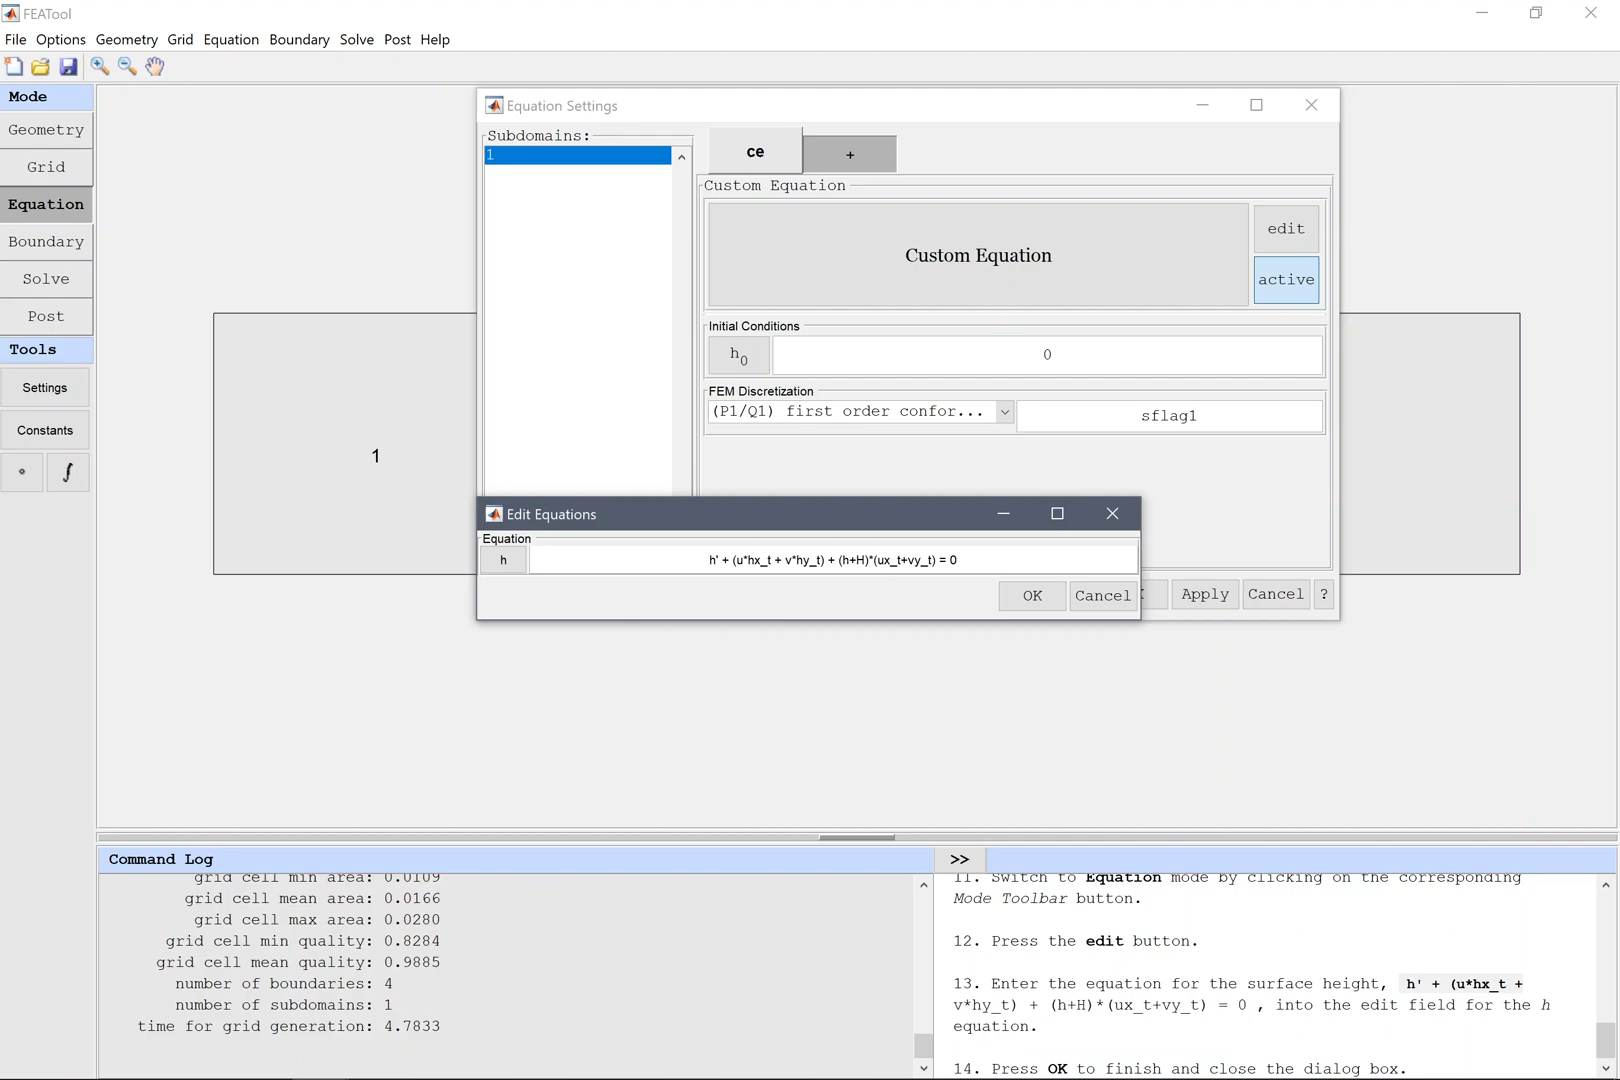 FEATool
File Options Geometry Grid Equation Boundary Solve Post Help
Mode
Geometry
Grid
Equation
Boundary
Solve
Post
Tools
Settings
Constants
∫
1
Equation Settings
Subdomains:
1
ce
+
Custom Equation
Custom Equation
edit
active
Initial Conditions
h0
0
FEM Discretization
(P1/Q1) first order confor...
sflag1
Apply
Cancel
?
Edit Equations
Equation
h
h' + (u*hx_t + v*hy_t) + (h+H)*(ux_t+vy_t) = 0
OK
Cancel
Command Log
grid cell min area: 0.0109
grid cell mean area: 0.0166
grid cell max area: 0.0280
grid cell min quality: 0.8284
grid cell mean quality: 0.9885
number of boundaries: 4
number of subdomains: 1
time for grid generation: 4.7833
>>
11. Switch to Equation mode by clicking on the corresponding
Mode Toolbar button.
12. Press the edit button.
13. Enter the equation for the surface height, h' + (u*hx_t +
v*hy_t) + (h+H)*(ux_t+vy_t) = 0 , into the edit field for the h
equation.
14. Press OK to finish and close the dialog box.